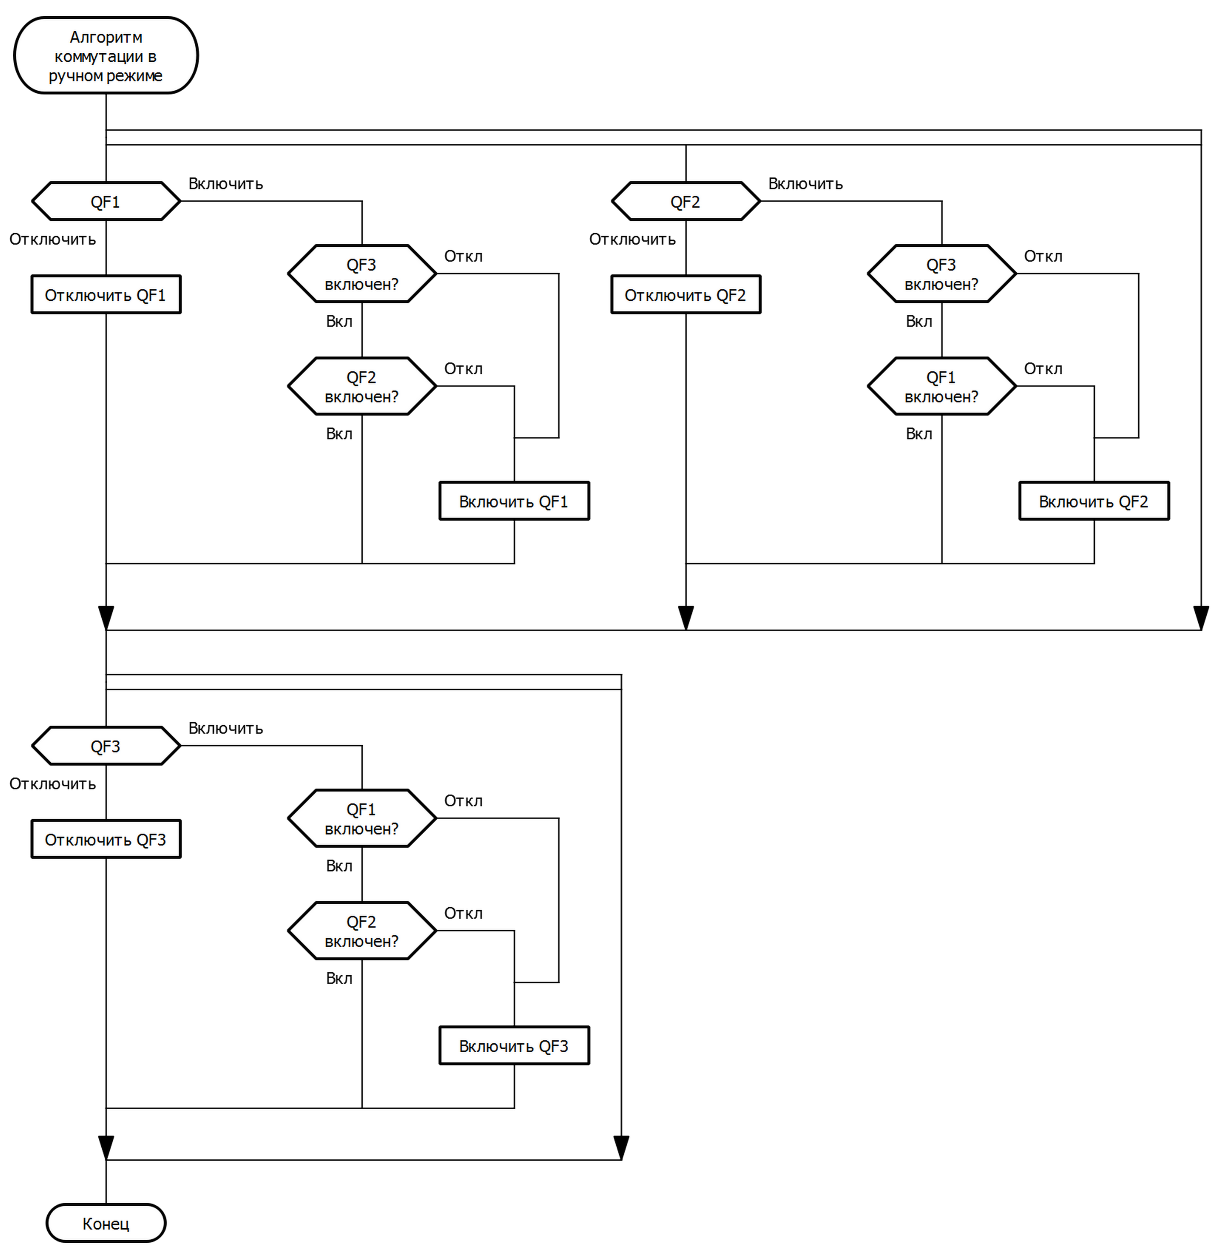 Алгоритм
коммутации в
ручном режиме
QF1
Включить
Отключить
Отключить QF1
QF3
включен?
Откл
Вкл
QF2
включен?
Откл
Вкл
Включить QF1
QF2
Включить
Отключить
Отключить QF2
QF3
включен?
Откл
Вкл
QF1
включен?
Откл
Вкл
Включить QF2
QF3
Включить
Отключить
Отключить QF3
QF1
включен?
Откл
Вкл
QF2
включен?
Откл
Вкл
Включить QF3
Конец